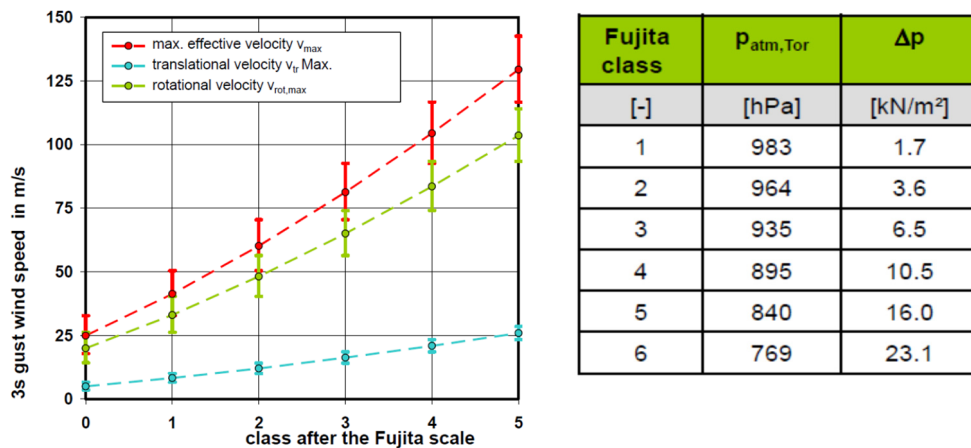 150
125
100
75
50
25
0
3s gust wind speed in m/s
max. effective velocity vmax
translational velocity vtr Max.
rotational velocity vrot,max
0 1 2 3 4 5
class after the Fujita scale
Fujita class patm,Tor Δp
[-] [hPa] [kN/m²]
1 983 1.7
2 964 3.6
3 935 6.5
4 895 10.5
5 840 16.0
6 769 23.1